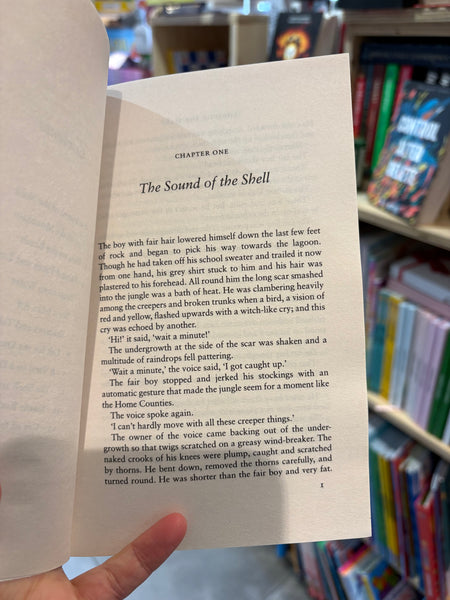 CHAPTER ONE
The Sound of the Shell
The boy with fair hair lowered himself down the last few feet
of rock and began to pick his way towards the lagoon.
Though he had taken off his school sweater and trailed it now
from one hand, his grey shirt stuck to him and his hair was
plastered to his forehead. All round him the long scar smashed
into the jungle was a bath of heat. He was clambering heavily
among the creepers and broken trunks when a bird, a vision of
red and yellow, flashed upwards with a witch-like cry; and this
cry was echoed by another.
‘Hi!’ it said, ‘wait a minute!’
The undergrowth at the side of the scar was shaken and a
multitude of raindrops fell pattering.
‘Wait a minute,’ the voice said, ‘I got caught up.’
The fair boy stopped and jerked his stockings with an
automatic gesture that made the jungle seem for a moment like
the Home Counties.
The voice spoke again.
‘I can't hardly move with all these creeper things.’
The owner of the voice came backing out of the under-
growth so that twigs scratched on a greasy wind-breaker. The
naked crooks of his knees were plump, caught and scratched
by thorns. He bent down, removed the thorns carefully, and
turned round. He was shorter than the fair boy and very fat.
1
CONTROL